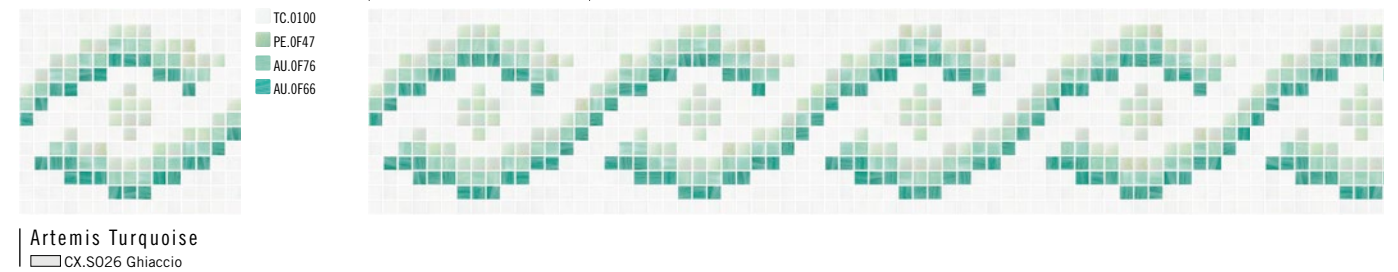 TC.0100
PE.0F47
AU.0F76
AU.0F66
Artemis Turquoise
CX.S026 Ghiaccio